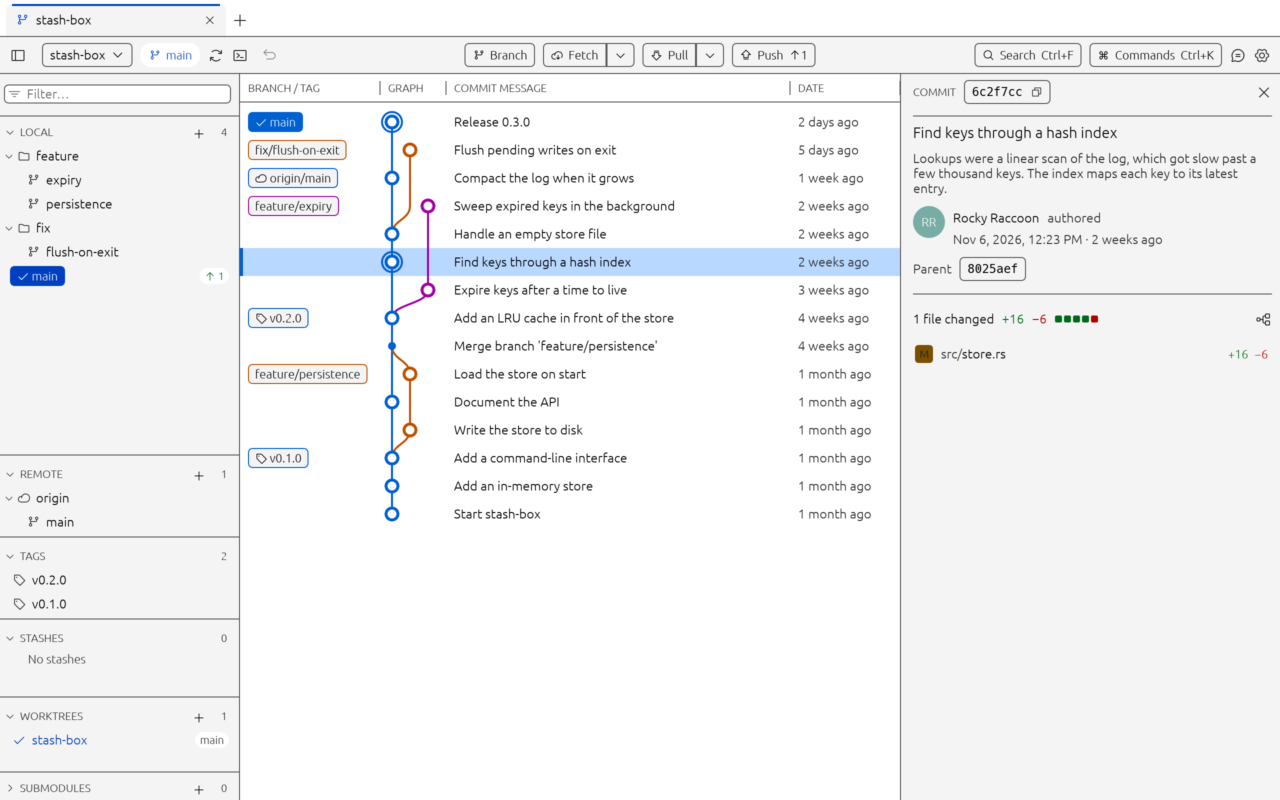 stash-box
stash-box
main
Branch
Fetch
Pull
Push ↑1
Search Ctrl+F
⌘ Commands Ctrl+K
Filter...
LOCAL 4
feature
expiry
persistence
fix
flush-on-exit
main ↑ 1
REMOTE 1
origin
main
TAGS 2
v0.2.0
v0.1.0
STASHES 0
No stashes
WORKTREES 1
stash-box main
SUBMODULES 0
BRANCH / TAG GRAPH COMMIT MESSAGE DATE
main Release 0.3.0 2 days ago
fix/flush-on-exit Flush pending writes on exit 5 days ago
origin/main Compact the log when it grows 1 week ago
feature/expiry Sweep expired keys in the background 2 weeks ago
Handle an empty store file 2 weeks ago
Find keys through a hash index 2 weeks ago
Expire keys after a time to live 3 weeks ago
v0.2.0 Add an LRU cache in front of the store 4 weeks ago
Merge branch 'feature/persistence' 4 weeks ago
feature/persistence Load the store on start 1 month ago
Document the API 1 month ago
Write the store to disk 1 month ago
v0.1.0 Add a command-line interface 1 month ago
Add an in-memory store 1 month ago
Start stash-box 1 month ago
COMMIT 6c2f7cc
Find keys through a hash index
Lookups were a linear scan of the log, which got slow past a
few thousand keys. The index maps each key to its latest
entry.
RR
Rocky Raccoon authored
Nov 6, 2026, 12:23 PM · 2 weeks ago
Parent 8025aef
1 file changed +16 −6
M src/store.rs +16 −6